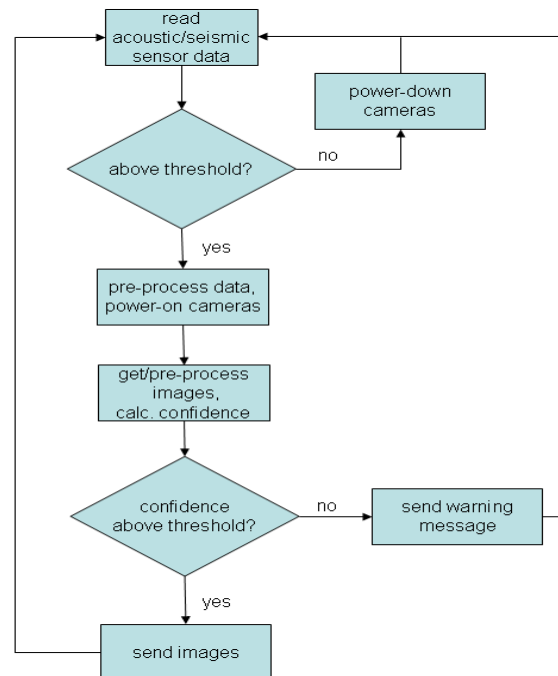 read
acoustic/seismic
sensor data
power-down
cameras
above threshold?
no
yes
pre-process data,
power-on cameras
get/pre-process
images,
calc. confidence
confidence
above threshold?
no
send warning
message
yes
send images